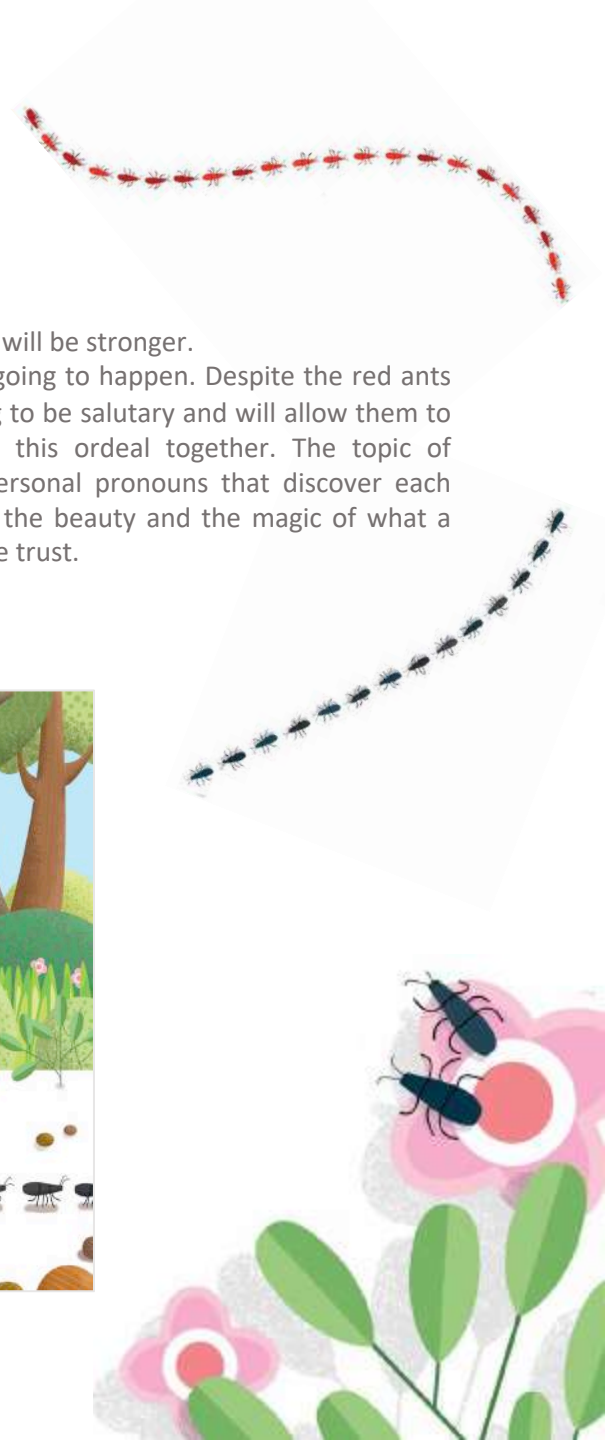 will be stronger.
going to happen. Despite the red ants
to be salutary and will allow them to
this ordeal together. The topic of
personal pronouns that discover each
the beauty and the magic of what a
trust.